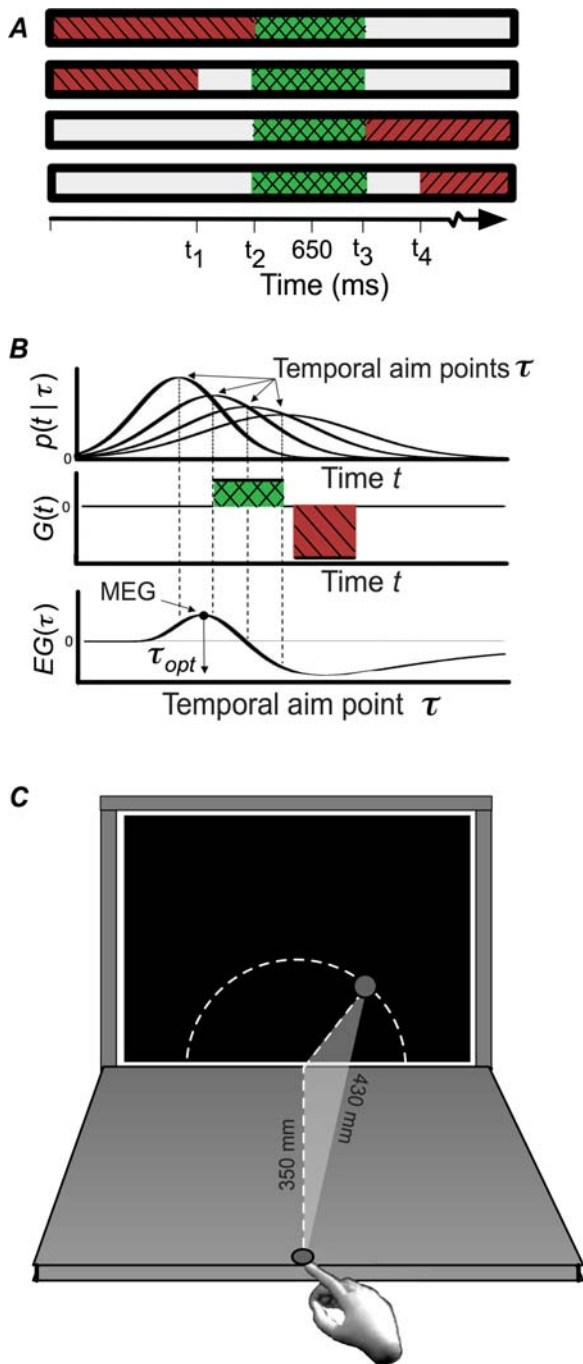 A
t1 t2 650 t3 t4
Time (ms)
B
p(t | τ)
0
Temporal aim points τ
Time t
G(t)
0
Time t
EG(τ)
0
MEG
τopt
Temporal aim point τ
C
350 mm
430 mm